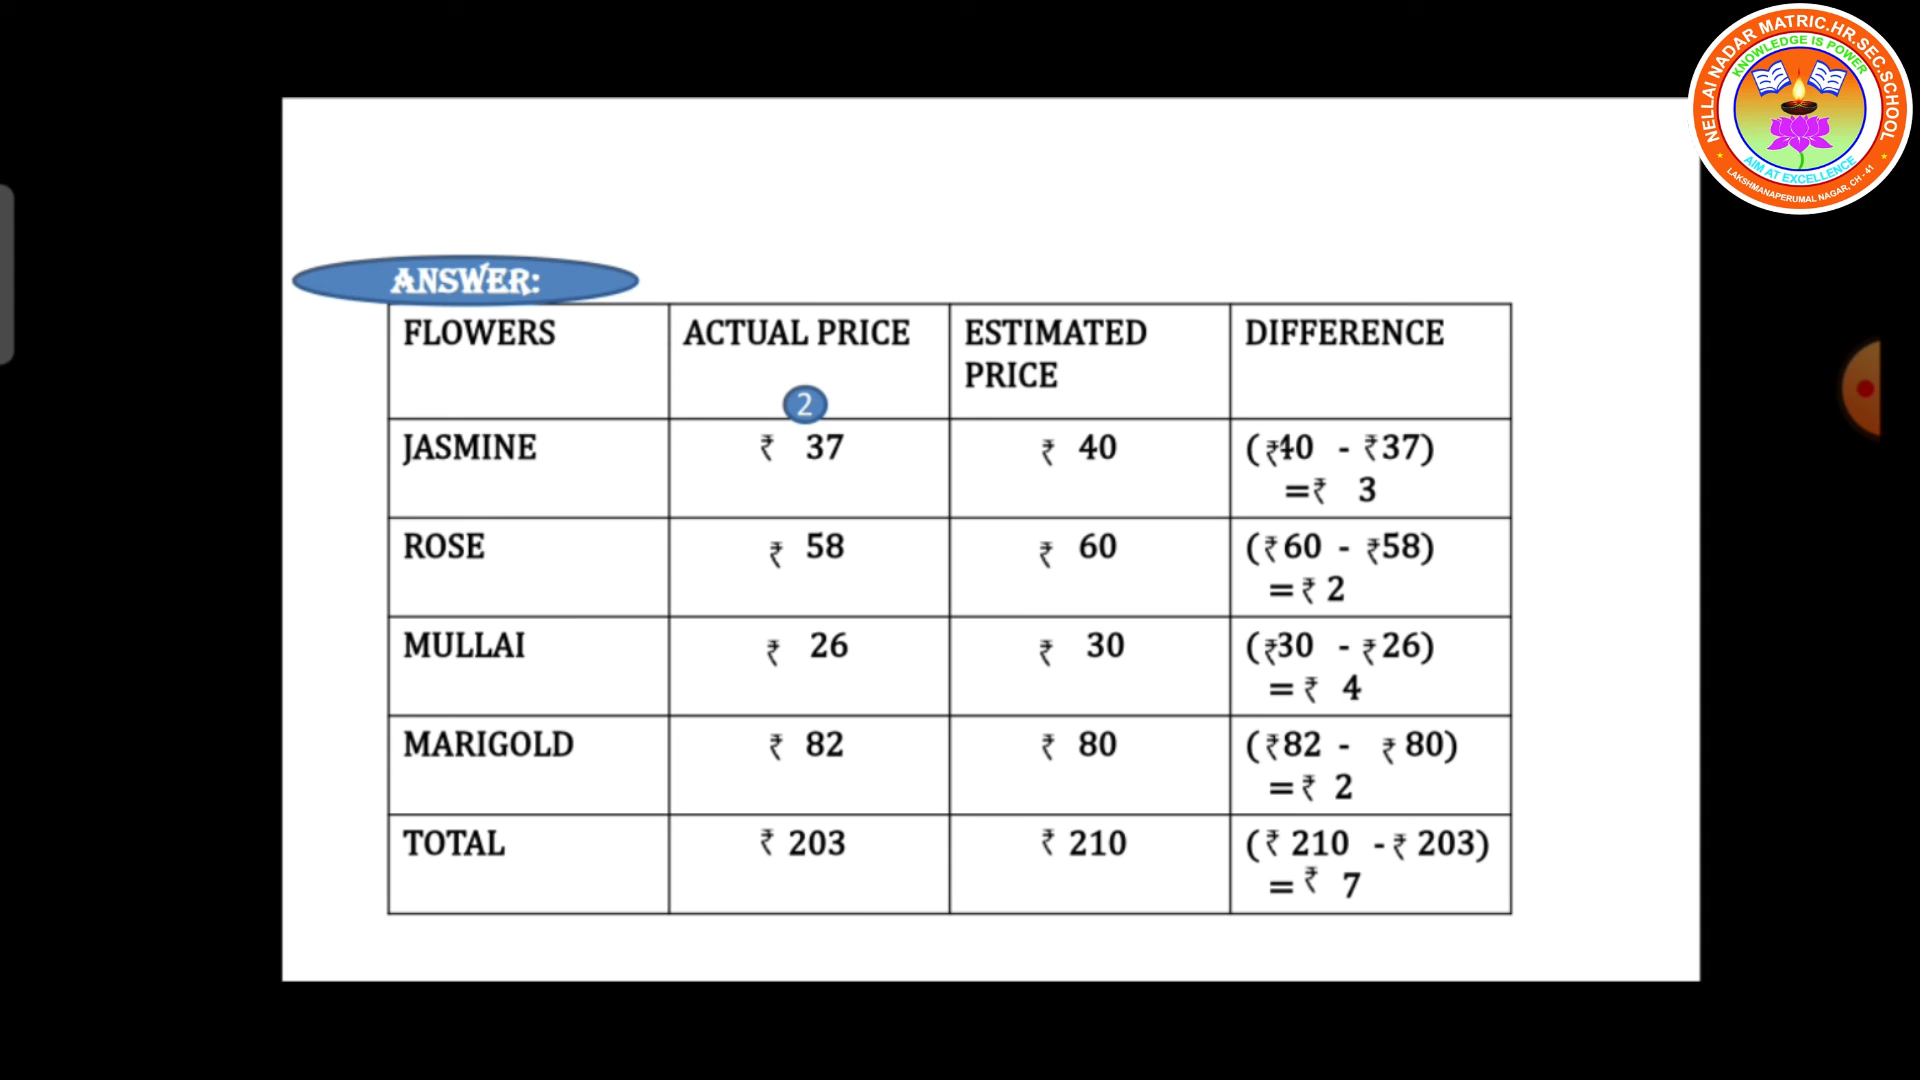 NELLAI NADAR MATRIC.HR.SEC.SCHOOL
KNOWLEDGE IS POWER
AIM AT EXCELLENCE
LAKSHMANAPERUMAL NAGAR, CH - 41
ANSWER:
FLOWERS ACTUAL PRICE ESTIMATED PRICE DIFFERENCE
2
JASMINE ₹ 37 ₹ 40 (₹40 - ₹37)
=₹ 3
ROSE ₹ 58 ₹ 60 (₹60 - ₹58)
=₹ 2
MULLAI ₹ 26 ₹ 30 (₹30 - ₹26)
=₹ 4
MARIGOLD ₹ 82 ₹ 80 (₹82 - ₹80)
=₹ 2
TOTAL ₹ 203 ₹ 210 (₹ 210 -₹ 203)
=₹ 7